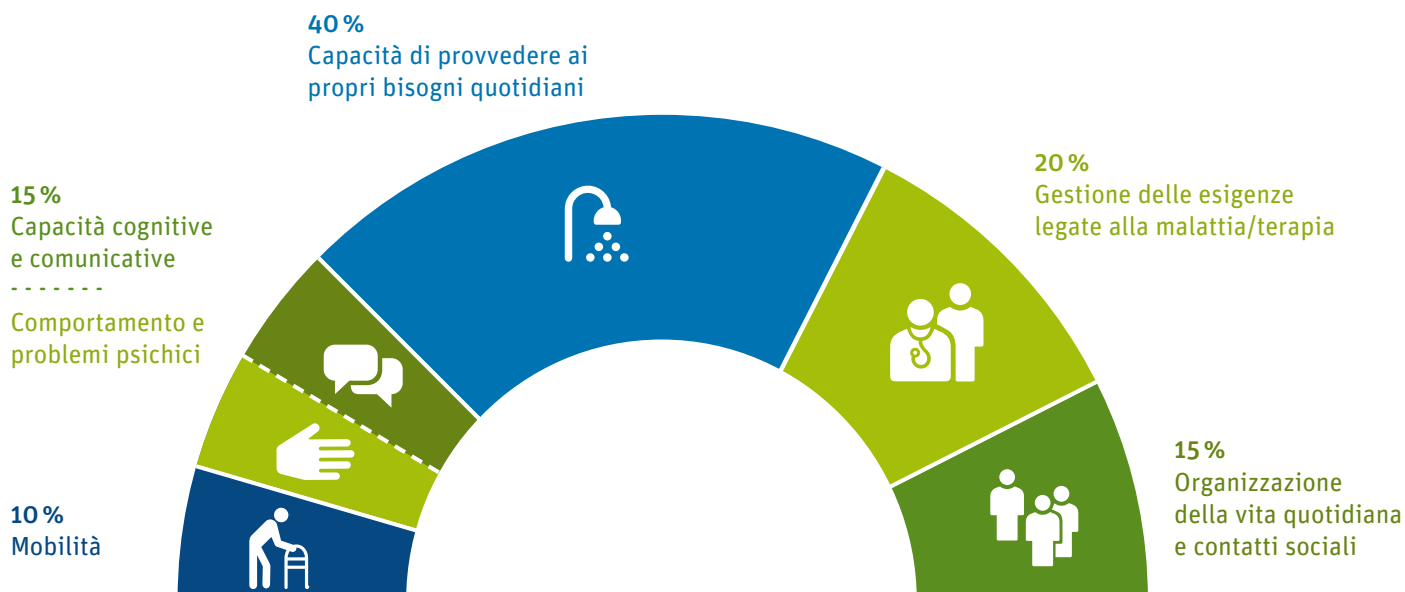 40 %
Capacità di provvedere ai
propri bisogni quotidiani
20 %
Gestione delle esigenze
legate alla malattia/terapia
15 %
Capacità cognitive
e comunicative
- - - - - - -
Comportamento e
problemi psichici
15 %
Organizzazione
della vita quotidiana
e contatti sociali
10 %
Mobilità